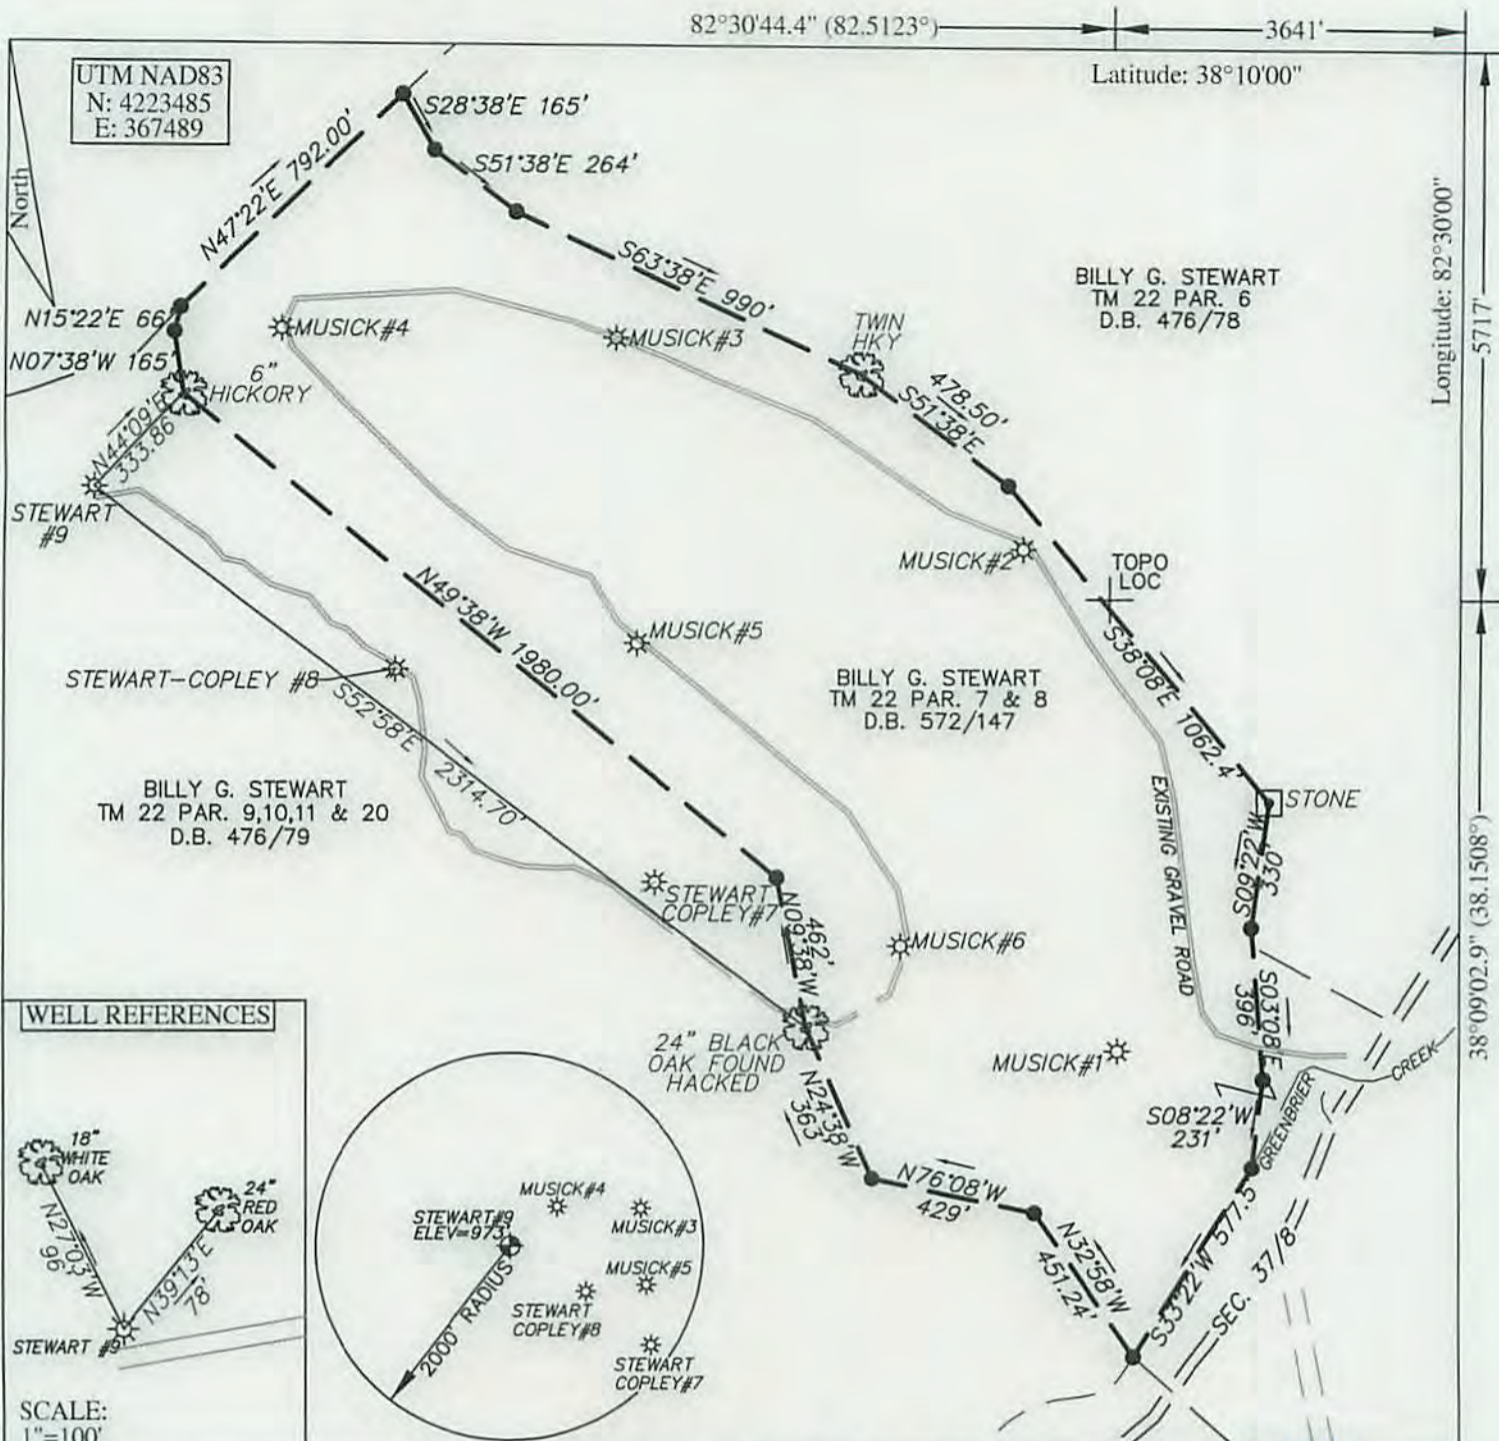 82°30'44.4" (82.5123°)
3641'
Latitude: 38°10'00"
UTM NAD83
N: 4223485
E: 367489
North
S28°38'E 165'
S51°38'E 264'
N47°22'E 792.00'
Longitude: 82°30'00"
5717'
S63°38'E 990'
BILLY G. STEWART
TM 22 PAR. 6
D.B. 476/78
N15°22'E 66'
MUSICK#4
MUSICK#3
TWIN
HKY
N07°38'W 165'
6"
HICKORY
478.50'
S51°38'E
N44°09'E
333.86'
STEWART
#9
MUSICK#2
TOPO
LOC
N49°38'W 1980.00'
MUSICK#5
S38°08'E 1062.4'
STEWART-COPLEY #8
S52°58'E
2314.70'
BILLY G. STEWART
TM 22 PAR. 7 & 8
D.B. 572/147
BILLY G. STEWART
TM 22 PAR. 9,10,11 & 20
D.B. 476/79
EXISTING GRAVEL ROAD
STONE
S09°22'W
330'
38°09'02.9" (38.1508°)
STEWART
COPLEY#7
N09°38'W
462'
MUSICK#6
S03°08'E
396'
WELL REFERENCES
24" BLACK
OAK FOUND
HACKED
MUSICK#1
GREENBRIER
CREEK
N24°38'W
363'
S08°22'W
231'
18"
WHITE
OAK
24"
RED
OAK
N27°03'W
96'
N39°13'E
78'
STEWART #9
N76°08'W
429'
N32°58'W
451.24'
S33°22'W 577.5'
SEC. 37/8
MUSICK#4
STEWART#9
ELEV=973'
MUSICK#3
MUSICK#5
STEWART
COPLEY#8
2000' RADIUS
STEWART
COPLEY#7
SCALE:
1"=100'